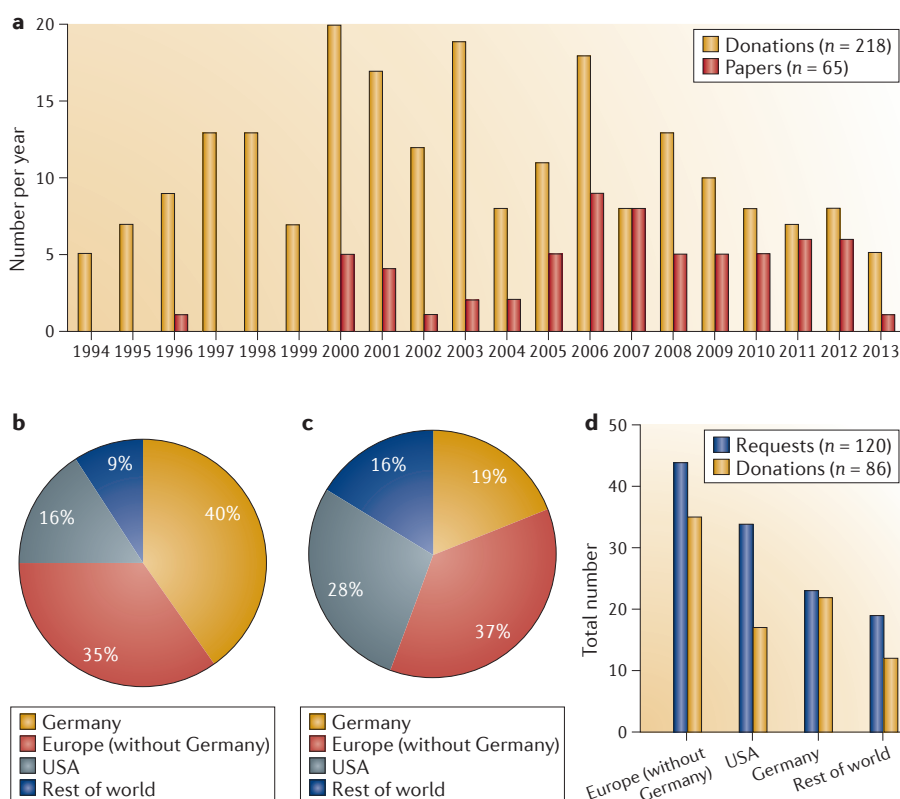 a
20
15
10
5
0
Number per year
Donations (n = 218)
Papers (n = 65)
1994 1995 1996 1997 1998 1999 2000 2001 2002 2003 2004 2005 2006 2007 2008 2009 2010 2011 2012 2013
b
9%
40%
16%
35%
Germany
Europe (without Germany)
USA
Rest of world
c
16%
19%
28%
37%
Germany
Europe (without Germany)
USA
Rest of world
d
50
40
30
20
10
0
Total number
Requests (n = 120)
Donations (n = 86)
Europe (without
Germany)
USA
Germany
Rest of world